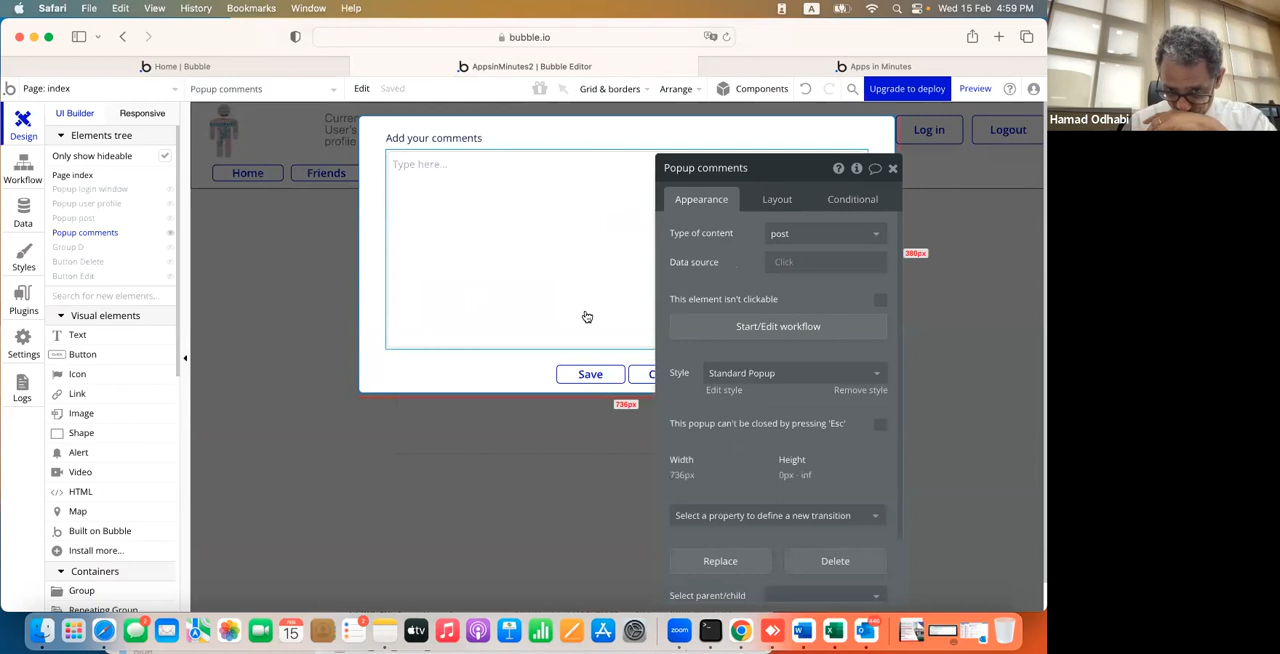 Safari File Edit View History Bookmarks Window Help
A
Wed 15 Feb 4:59 PM
bubble.io
Home | Bubble
AppsinMinutes2 | Bubble Editor
Apps in Minutes
Page: index
Popup comments
Edit
Saved
Grid & borders
Arrange
Components
Upgrade to deploy
Preview
Design
Workflow
Data
Styles
Plugins
Settings
Logs
UI Builder
Responsive
Elements tree
Only show hideable
Page index
Popup login window
Popup user profile
Popup post
Popup comments
Group D
Button Delete
Button Edit
Search for new elements...
Visual elements
Text
Button
Icon
Link
Image
Shape
Alert
Video
HTML
Map
Built on Bubble
Install more...
Containers
Group
Repeating Group
Current
User's
profile
Home
Friends
Log in
Logout
Add your comments
Type here...
Save
736px
380px
Popup comments
Appearance
Layout
Conditional
Type of content
post
Data source
Click
This element isn't clickable
Start/Edit workflow
Style
Standard Popup
Edit style
Remove style
This popup can't be closed by pressing 'Esc'
Width
Height
736px
0px - inf
Select a property to define a new transition
Replace
Delete
Select parent/child
Hamad Odhabi
FEB
15
zoom